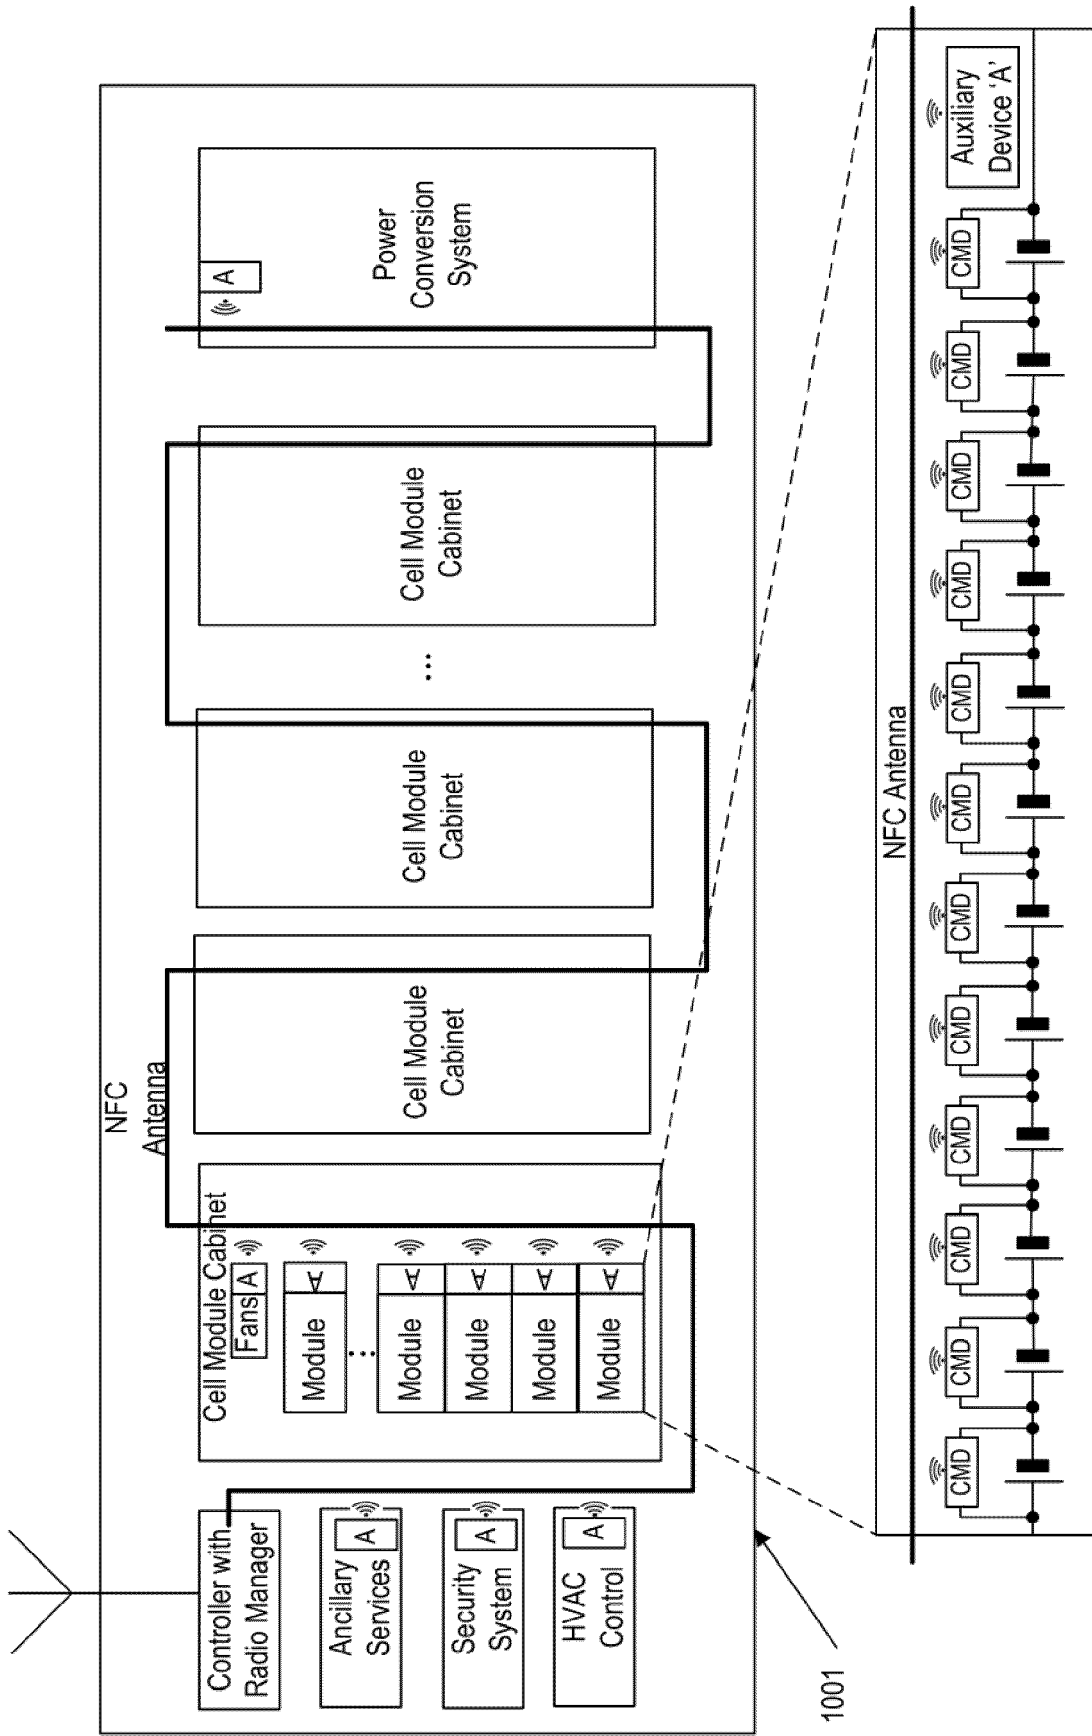 NFC
Antenna
Controller with
Radio Manager
Ancillary
Services
A
Security
System
A
HVAC
Control
A
Cell Module Cabinet
Fans
A
Module
A
...
Module
A
Module
A
Module
A
Module
A
Cell Module
Cabinet
Cell Module
Cabinet
...
Cell Module
Cabinet
Power
Conversion
System
A
1001
NFC Antenna
CMD
CMD
CMD
CMD
CMD
CMD
CMD
CMD
CMD
CMD
CMD
CMD
Auxiliary
Device 'A'